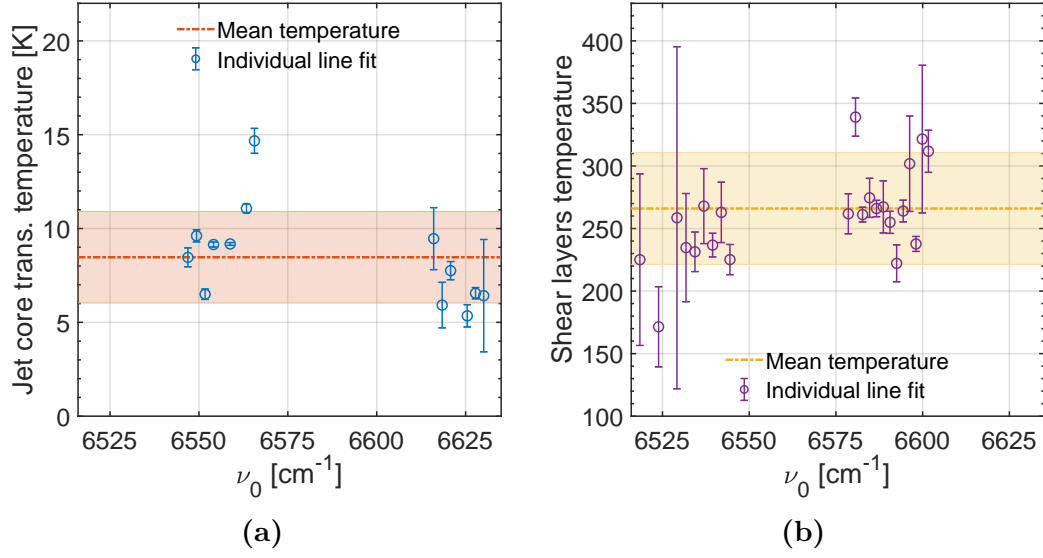 Jet core trans. temperature [K]
20
15
10
5
0
Mean temperature
Individual line fit
6525 6550 6575 6600 6625
ν0 [cm-1]
(a)
Shear layers temperature
400
350
300
250
200
150
100
Mean temperature
Individual line fit
6525 6550 6575 6600 6625
ν0 [cm-1]
(b)